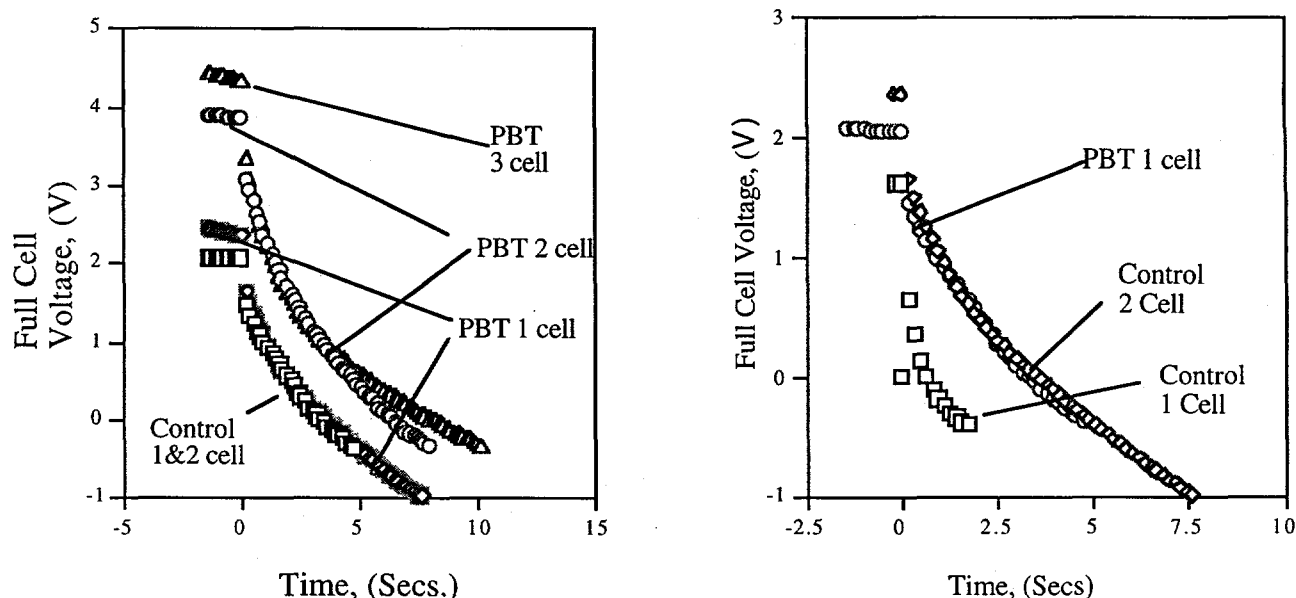 5
4
3
2
1
0
-1
-5
0
5
10
15
Full Cell
Voltage, (V)
Time, (Secs.)
PBT
3 cell
PBT 2 cell
PBT 1 cell
Control
1&2 cell
3
2
1
0
-1
-2.5
0
2.5
5
7.5
10
Full Cell Voltage, (V)
Time, (Secs)
PBT 1 cell
Control
2 Cell
Control
1 Cell